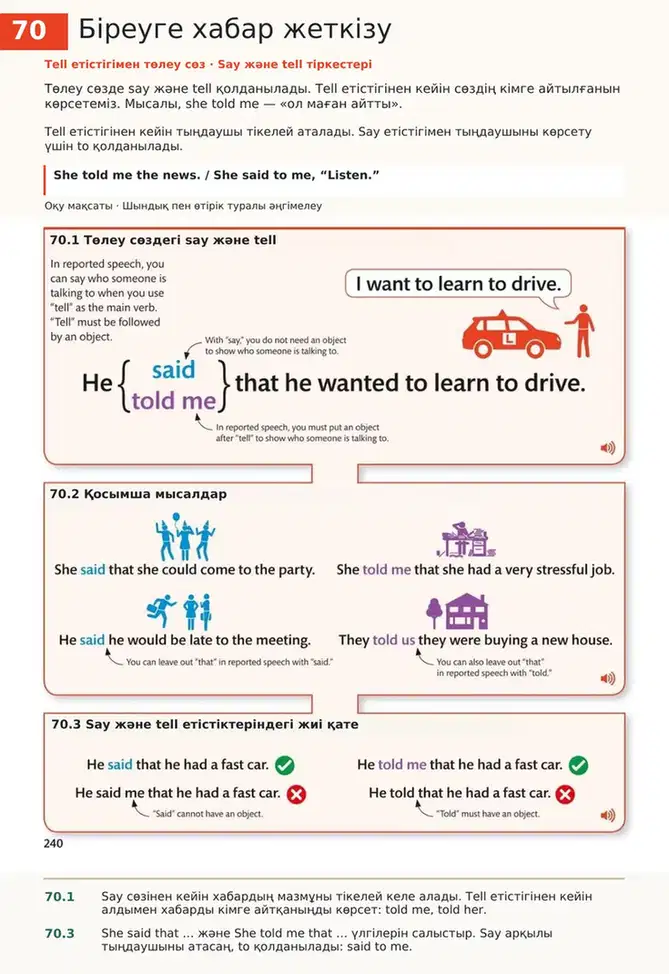 70 Біреуге хабар жеткізу
Tell етістігімен төлеу сөз · Say және tell тіркестері
Төлеу сөзде say және tell қолданылады. Tell етістігінен кейін сөздің кімге айтылғанын
көрсетеміз. Мысалы, she told me — «ол маған айтты».
Tell етістігінен кейін тыңдаушы тікелей аталады. Say етістігімен тыңдаушыны көрсету
үшін to қолданылады.
She told me the news. / She said to me, “Listen.”
Оқу мақсаты · Шындық пен өтірік туралы әңгімелеу
70.1 Төлеу сөздегі say және tell
In reported speech, you
can say who someone is
talking to when you use
“tell” as the main verb.
“Tell” must be followed
by an object.
I want to learn to drive.
L
With “say,” you do not need an object
to show who someone is talking to.
He { said / told me } that he wanted to learn to drive.
In reported speech, you must put an object
after “tell” to show who someone is talking to.
70.2 Қосымша мысалдар
She said that she could come to the party.
She told me that she had a very stressful job.
He said he would be late to the meeting.
They told us they were buying a new house.
You can leave out “that” in reported speech with “said.”
You can also leave out “that”
in reported speech with “told.”
70.3 Say және tell етістіктеріндегі жиі қате
He said that he had a fast car.
He told me that he had a fast car.
He said me that he had a fast car.
He told that he had a fast car.
“Said” cannot have an object.
“Told” must have an object.
240
70.1 Say сөзінен кейін хабардың мазмұны тікелей келе алады. Tell етістігінен кейін
алдымен хабарды кімге айтқаныңды көрсет: told me, told her.
70.3 She said that … және She told me that … үлгілерін салыстыр. Say арқылы
тыңдаушыны атасаң, to қолданылады: said to me.